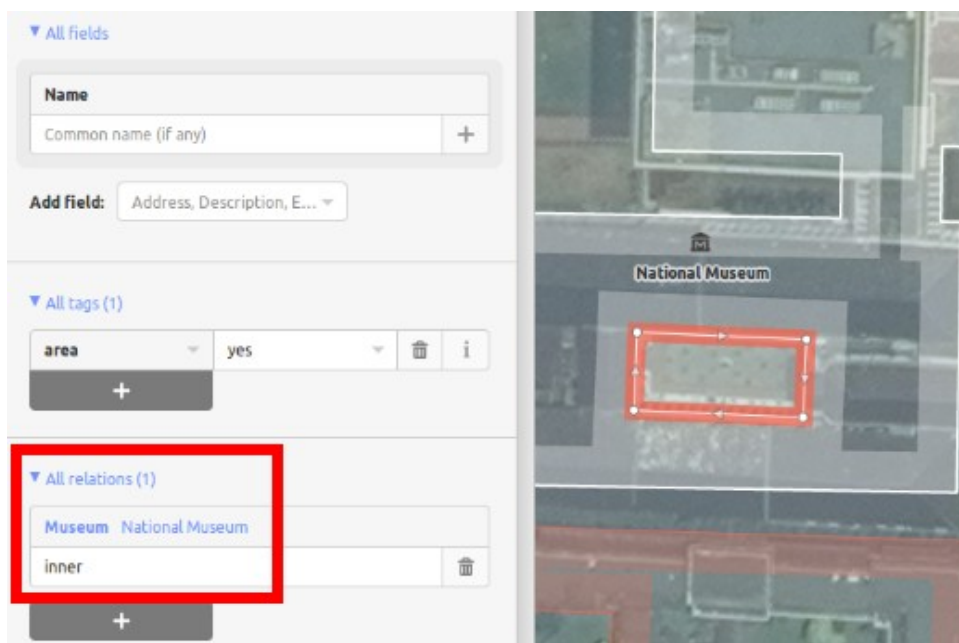 All fields
Name
Common name (if any)
+
Add field: Address, Description, E...
All tags (1)
area yes i
+
All relations (1)
Museum National Museum
inner
+
M
National Museum